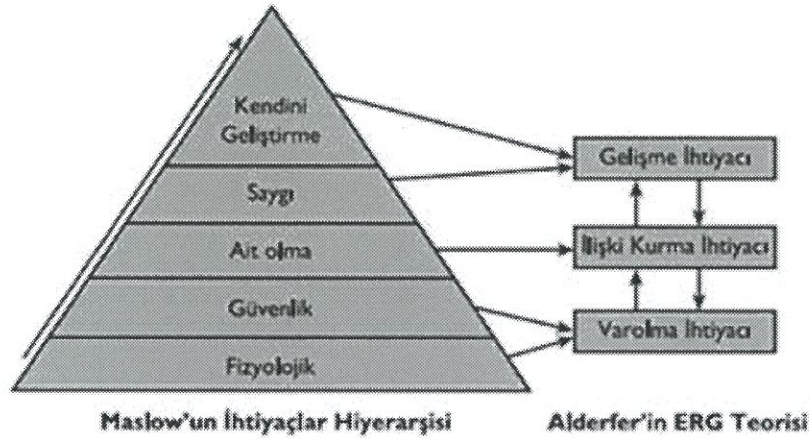 Kendini
Geliştirme
Saygı
Ait olma
Güvenlik
Fizyolojik
Gelişme İhtiyacı
İlişki Kurma İhtiyacı
Varolma İhtiyacı
Maslow'un İhtiyaçlar Hiyerarşisi
Alderfer'in ERG Teorisi